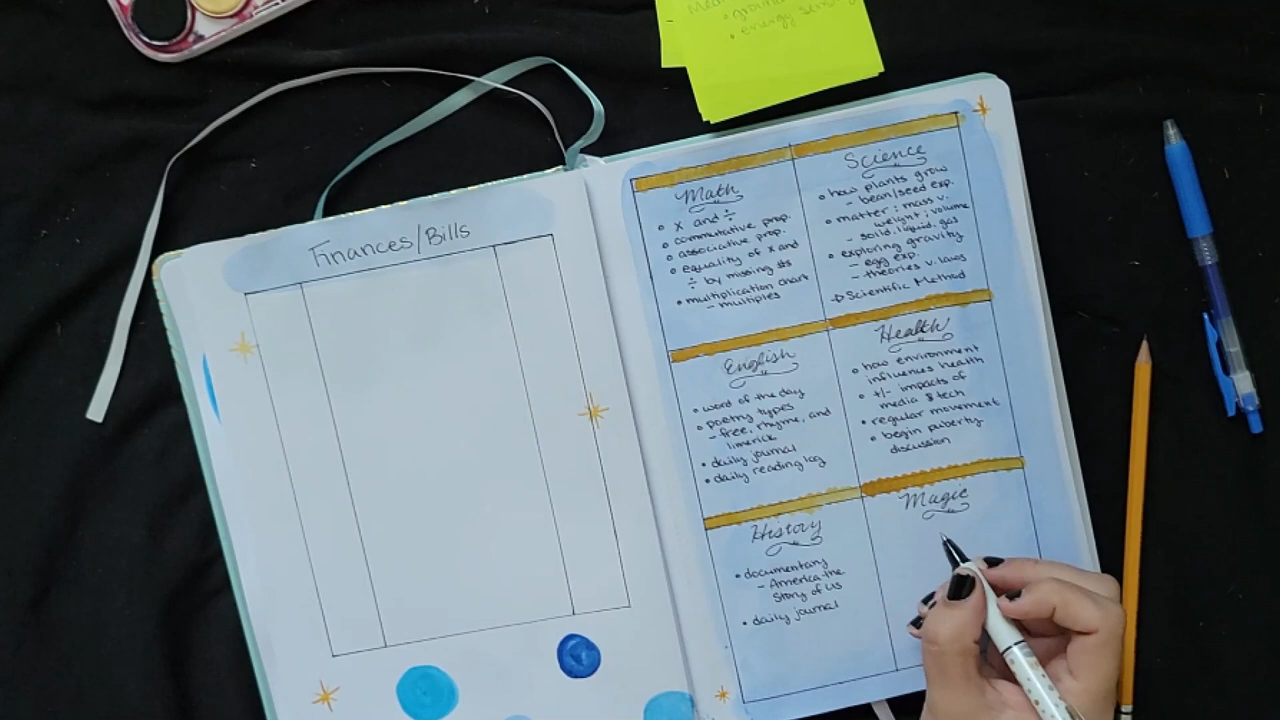 • ground
• energy sens
Finances/Bills
Math
• x and ÷
• commutative prop.
• associative prop.
• equality of x and
÷ by missing #s
• multiplication chart
- multiples
Science
• how plants grow
- bean/seed exp.
• matter; mass v.
weight; volume
- solid, liquid, gas
• exploring gravity
- egg exp.
- theories v. laws
→ Scientific Method
English
• word of the day
• poetry types
- free, rhyme, and
limerick
• daily journal
• daily reading log
Health
• how environment
influences health
• +/- impacts of
media & tech
• regular movement
• begin puberty
discussion
History
• documentary
- America the
Story of Us
• daily journal
Magic